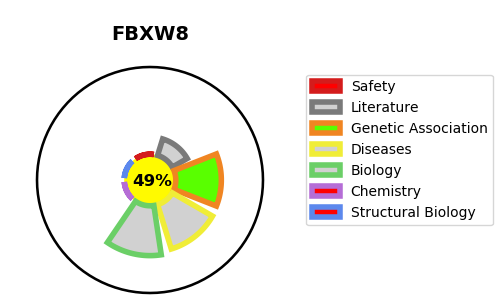 FBXW8
49%
Safety
Literature
Genetic Association
Diseases
Biology
Chemistry
Structural Biology